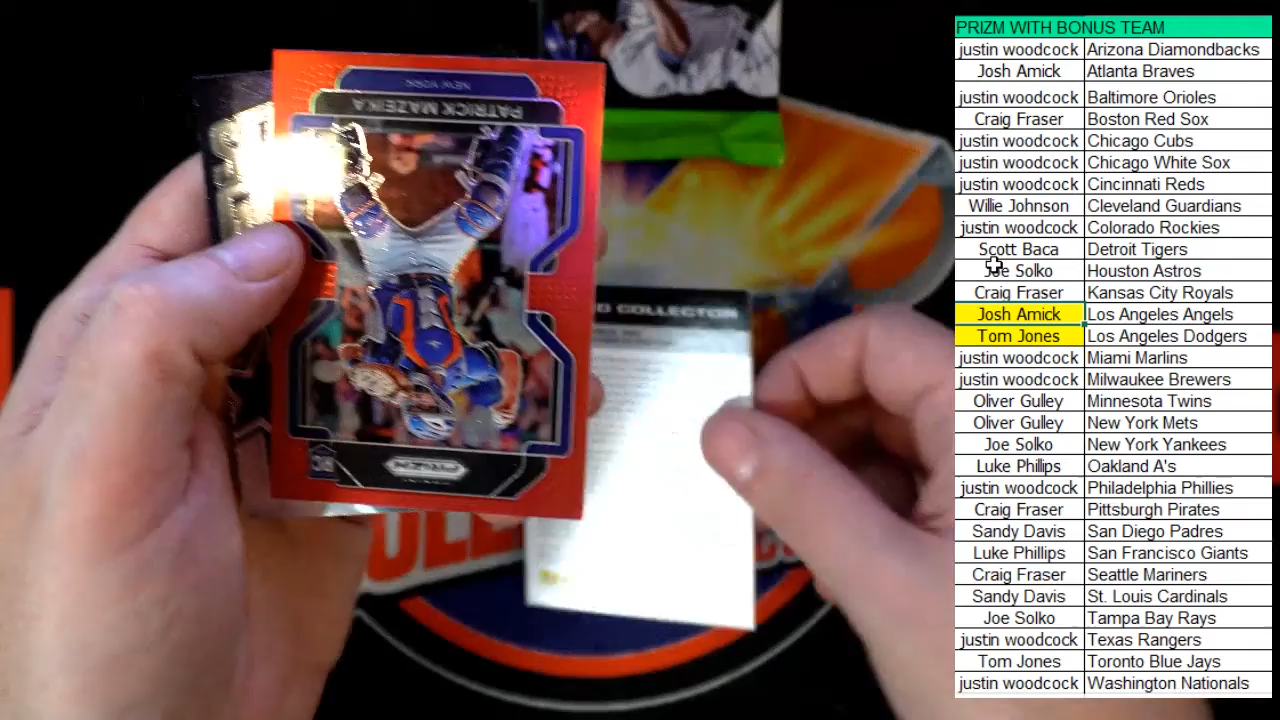 NEW YORK
PATRICK MAZEIKA
PRIZM
RC
COLLECTOR
PRIZM WITH BONUS TEAM
justin woodcock Arizona Diamondbacks
Josh Amick Atlanta Braves
justin woodcock Baltimore Orioles
Craig Fraser Boston Red Sox
justin woodcock Chicago Cubs
justin woodcock Chicago White Sox
justin woodcock Cincinnati Reds
Willie Johnson Cleveland Guardians
justin woodcock Colorado Rockies
Scott Baca Detroit Tigers
Joe Solko Houston Astros
Craig Fraser Kansas City Royals
Josh Amick Los Angeles Angels
Tom Jones Los Angeles Dodgers
justin woodcock Miami Marlins
justin woodcock Milwaukee Brewers
Oliver Gulley Minnesota Twins
Oliver Gulley New York Mets
Joe Solko New York Yankees
Luke Phillips Oakland A's
justin woodcock Philadelphia Phillies
Craig Fraser Pittsburgh Pirates
Sandy Davis San Diego Padres
Luke Phillips San Francisco Giants
Craig Fraser Seattle Mariners
Sandy Davis St. Louis Cardinals
Joe Solko Tampa Bay Rays
justin woodcock Texas Rangers
Tom Jones Toronto Blue Jays
justin woodcock Washington Nationals